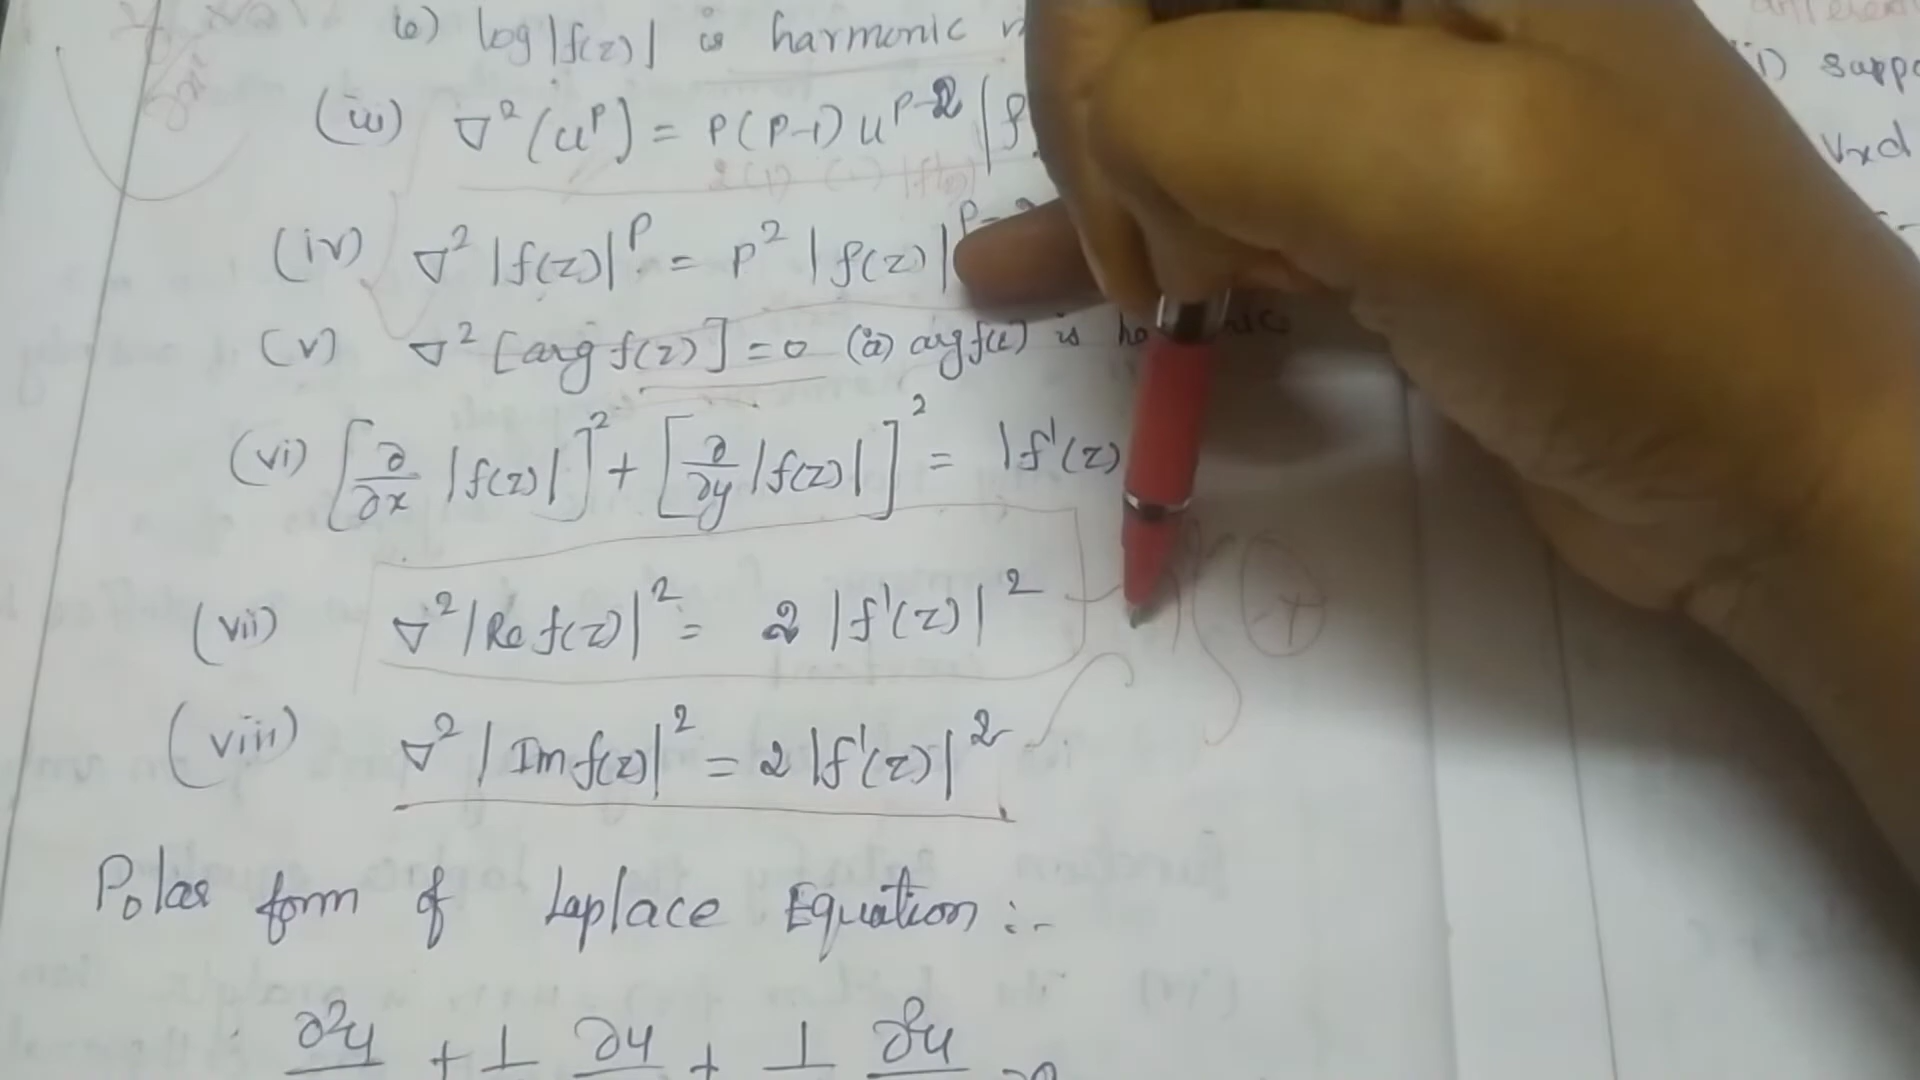 log |f(z)| is harmonic
(iii) ∇² (u^p) = P(P-1) u^{P-2} |f
(iv) ∇² |f(z)|^P = P² |f(z)|^{P-2}
(v) ∇² [arg f(z)] = 0 (i) arg f(z) is
(vi) [∂/∂x |f(z)|]² + [∂/∂y |f(z)|]² = |f'(z)
(vii) ∇² |Re f(z)|² = 2 |f'(z)|²
(viii) ∇² |Im f(z)|² = 2 |f'(z)|²
Polar form of Laplace Equation :-
∂²u + 1 ∂u + 1 ∂²u